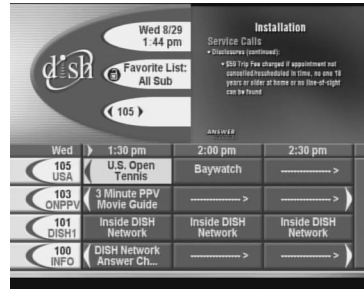 Installation
Service Calls
• Disclosures (continued):
• $59 Trip Fee charged if appointment not
cancelled/rescheduled in time, no one 18
years or older at home or no line-of-sight
can be found
ANSWER
dish
Wed 8/29
1:44 pm
Favorite List:
All Sub
105
Wed 1:30 pm 2:00 pm 2:30 pm
105
USA
U.S. Open
Tennis
Baywatch
--------------- >
103
ONPPV
3 Minute PPV
Movie Guide
--------------- >
--------------- >
101
DISH1
Inside DISH
Network
Inside DISH
Network
Inside DISH
Network
100
INFO
DISH Network
Answer Ch...
--------------- >
--------------- >